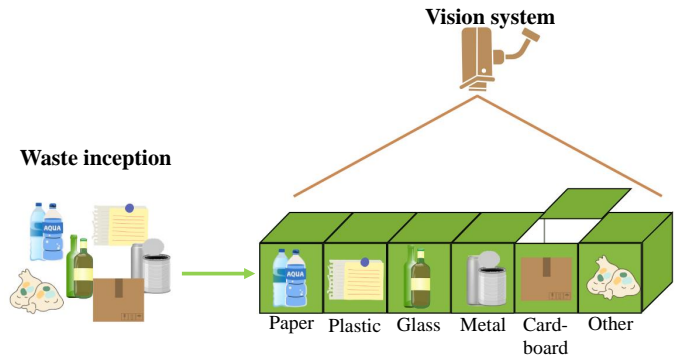 Vision system
Waste inception
AQUA
AQUA
Paper
Plastic
Glass
Metal
Card-
board
Other